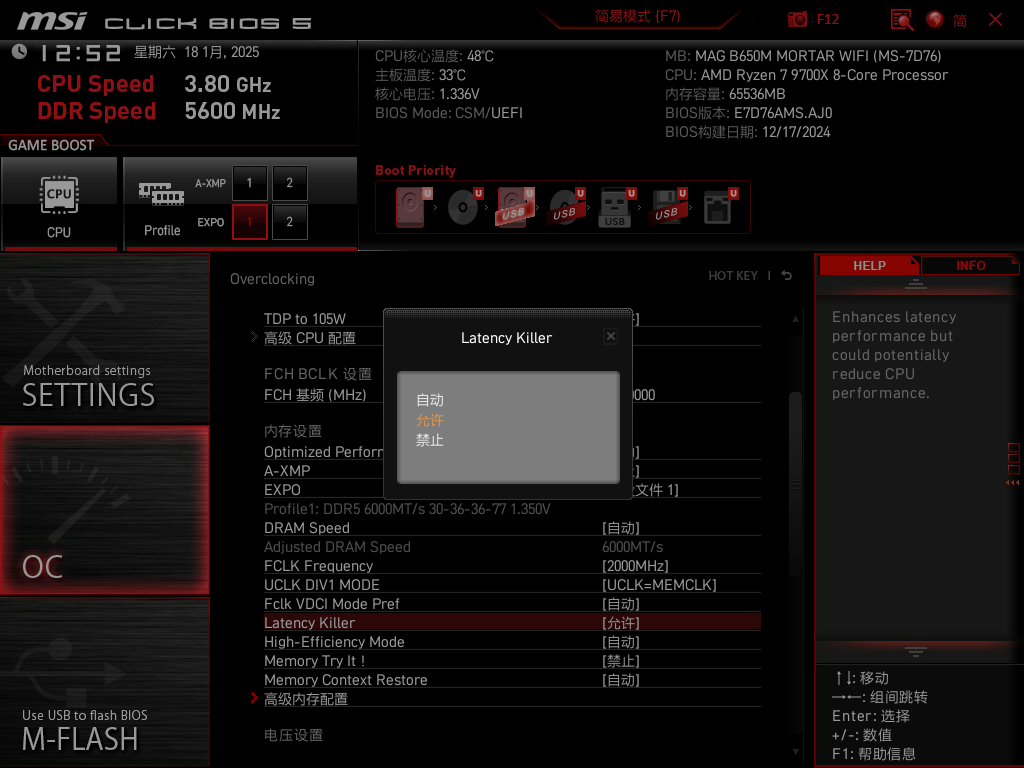 msi CLICK BIOS 5
简易模式 (F7)
F12
简
12:52 星期六 18 1月, 2025
CPU Speed 3.80 GHz
DDR Speed 5600 MHz
CPU核心温度: 48℃
主板温度: 33℃
核心电压: 1.336V
BIOS Mode: CSM/UEFI
MB: MAG B650M MORTAR WIFI (MS-7D76)
CPU: AMD Ryzen 7 9700X 8-Core Processor
内存容量: 65536MB
BIOS版本: E7D76AMS.AJ0
BIOS构建日期: 12/17/2024
GAME BOOST
CPU
CPU
Profile
A-XMP 1 2
EXPO 1 2
Boot Priority
U U U USB U USB U USB U USB U
Motherboard settings
SETTINGS
OC
Use USB to flash BIOS
M-FLASH
Overclocking
HOT KEY
TDP to 105W
高级 CPU 配置
FCH BCLK 设置
FCH 基频 (MHz)
内存设置
Optimized Perfor
A-XMP
EXPO 文件 1]
Profile1: DDR5 6000MT/s 30-36-36-77 1.350V
DRAM Speed [自动]
Adjusted DRAM Speed 6000MT/s
FCLK Frequency [2000MHz]
UCLK DIV1 MODE [UCLK=MEMCLK]
Fclk VDCI Mode Pref [自动]
Latency Killer [允许]
High-Efficiency Mode [自动]
Memory Try It ! [禁止]
Memory Context Restore [自动]
高级内存配置
电压设置
Latency Killer
自动
允许
禁止
HELP
INFO
Enhances latency
performance but
could potentially
reduce CPU
performance.
↑↓: 移动
→←: 组间跳转
Enter: 选择
+/-: 数值
F1: 帮助信息